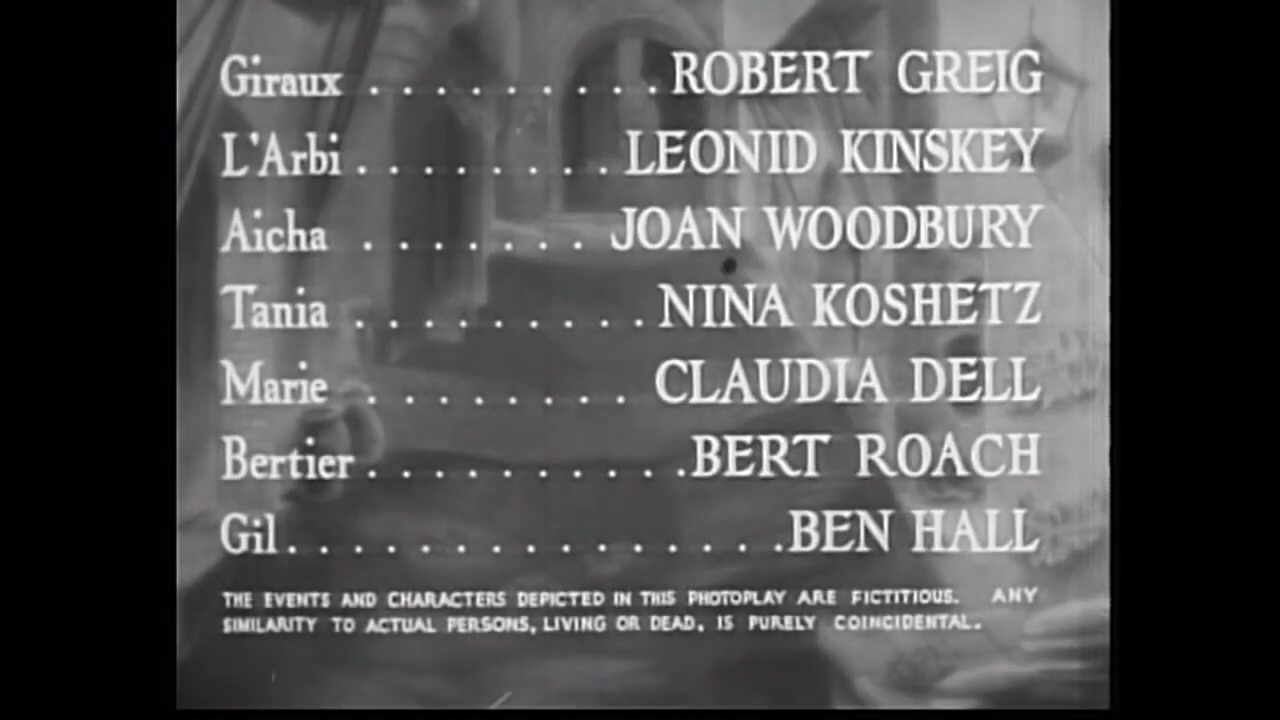 Giraux . . . . . . . . . . ROBERT GREIG
L'Arbi . . . . . . . . LEONID KINSKEY
Aicha . . . . . . . JOAN WOODBURY
Tania . . . . . . . . . . NINA KOSHETZ
Marie . . . . . . . . CLAUDIA DELL
Bertier . . . . . . . . . . BERT ROACH
Gil . . . . . . . . . . . . . . . BEN HALL
THE EVENTS AND CHARACTERS DEPICTED IN THIS PHOTOPLAY ARE FICTITIOUS. ANY
SIMILARITY TO ACTUAL PERSONS, LIVING OR DEAD, IS PURELY COINCIDENTAL.